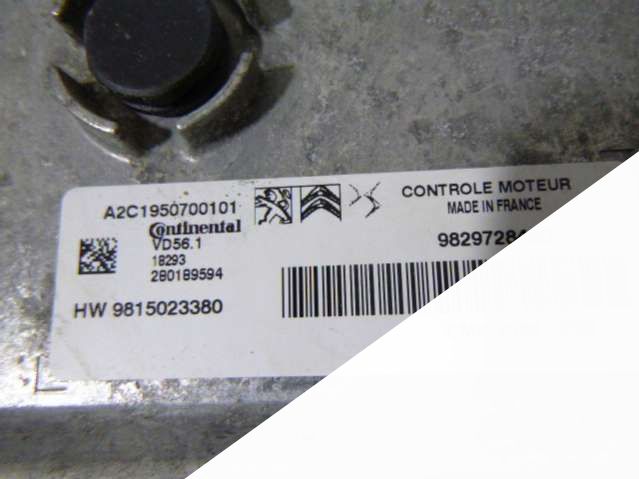 A2C1950700101
CONTROLE MOTEUR
MADE IN FRANCE
Continental
VD56.1
18293
280189594
HW 9815023380